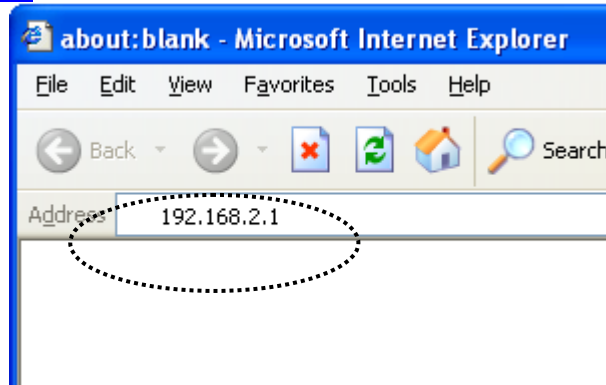 about:blank - Microsoft Internet Explorer
File Edit View Favorites Tools Help
Back Search
Address 192.168.2.1